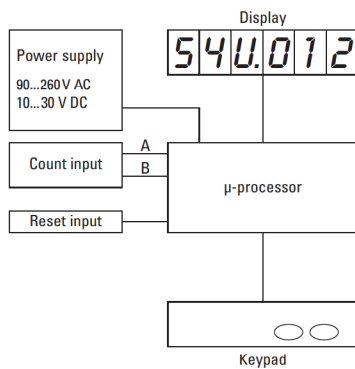 Display
54U.012
Power supply
90...260 V AC
10...30 V DC
Count input
A
B
µ-processor
Reset input
Keypad